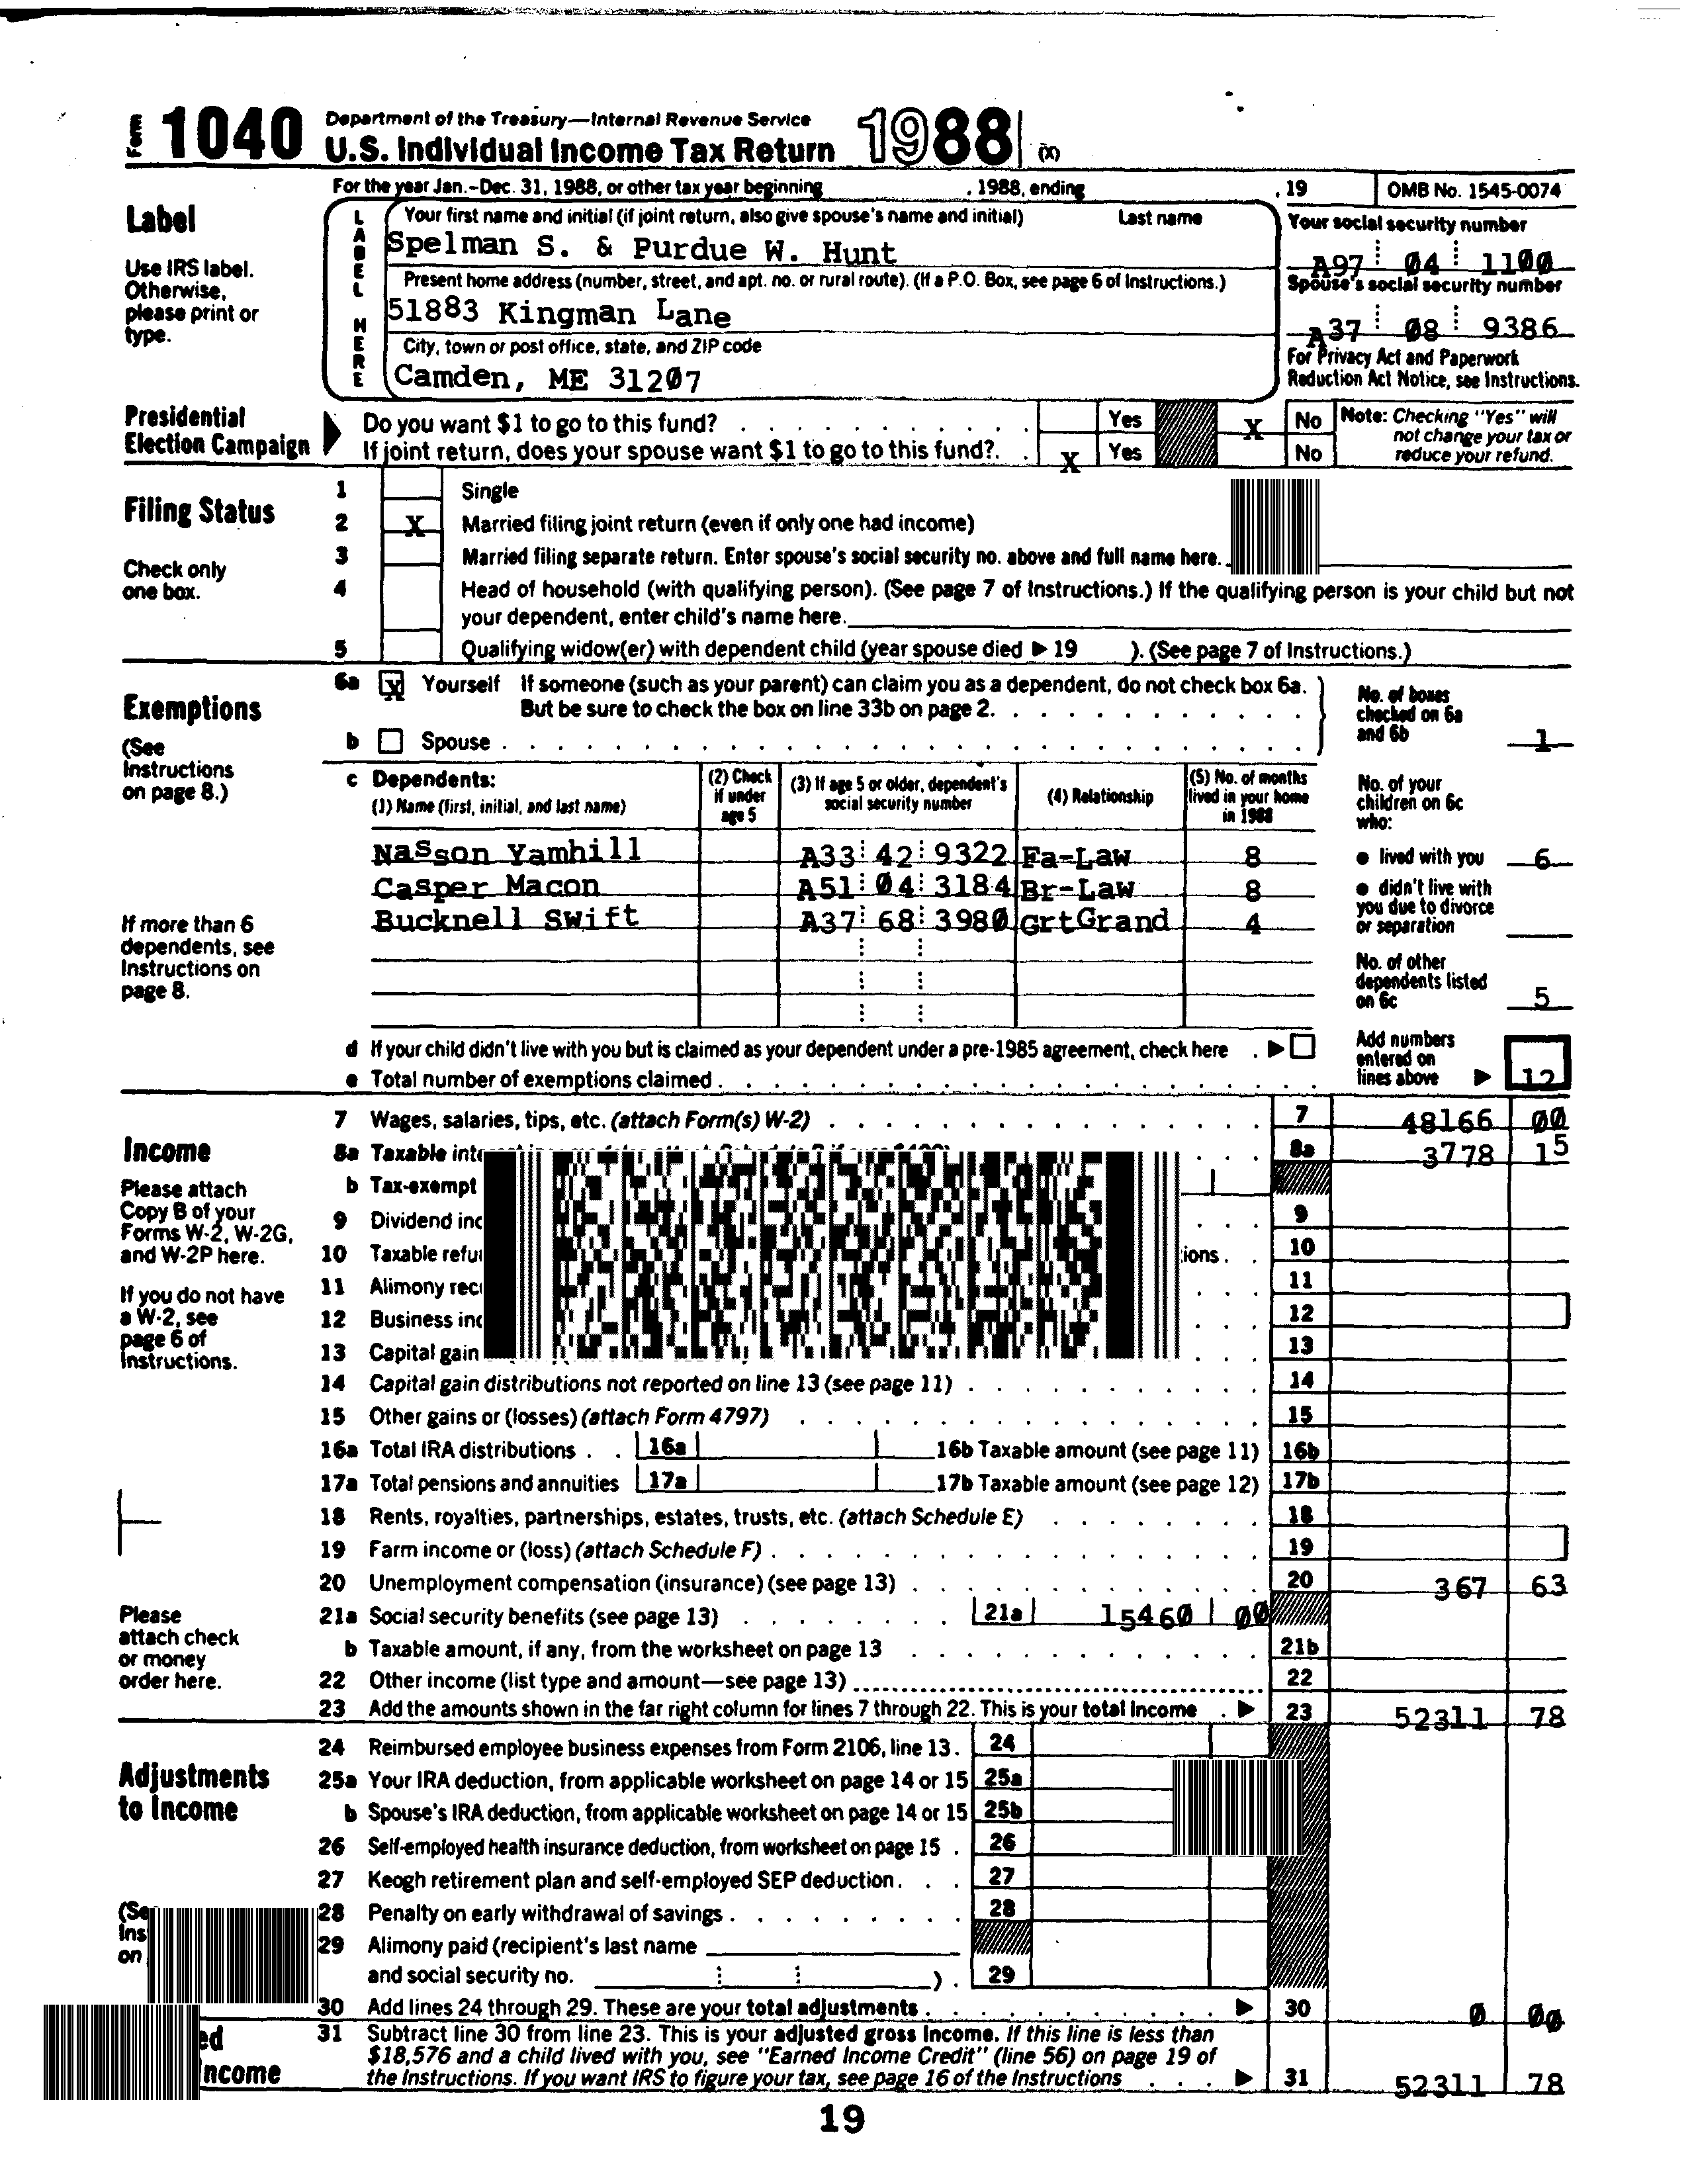 Form 1040 Department of the Treasury—Internal Revenue Service
U.S. Individual Income Tax Return 1988 (X)
For the year Jan.-Dec. 31, 1988, or other tax year beginning , 1988, ending , 19 OMB No. 1545-0074
Label
Use IRS label.
Otherwise,
please print or
type.
LABEL HERE
Your first name and initial (if joint return, also give spouse's name and initial) Last name
Spelman S. & Purdue W. Hunt
Present home address (number, street, and apt. no. or rural route). (If a P.O. Box, see page 6 of Instructions.)
51883 Kingman Lane
City, town or post office, state, and ZIP code
Camden, ME 31207
Your social security number
A97 04 1100
Spouse's social security number
A37 08 9386
For Privacy Act and Paperwork
Reduction Act Notice, see Instructions.
Presidential
Election Campaign
Do you want $1 to go to this fund? Yes X No
If joint return, does your spouse want $1 to go to this fund?. X Yes No
Note: Checking "Yes" will
not change your tax or
reduce your refund.
Filing Status
Check only
one box.
1 Single
2 X Married filing joint return (even if only one had income)
3 Married filing separate return. Enter spouse's social security no. above and full name here.
4 Head of household (with qualifying person). (See page 7 of Instructions.) If the qualifying person is your child but not
your dependent, enter child's name here.
5 Qualifying widow(er) with dependent child (year spouse died ▶ 19 ). (See page 7 of Instructions.)
Exemptions
(See
Instructions
on page 8.)
6a X Yourself If someone (such as your parent) can claim you as a dependent, do not check box 6a.
But be sure to check the box on line 33b on page 2.
b Spouse
No. of boxes
checked on 6a
and 6b 1
c Dependents:
(1) Name (first, initial, and last name)
(2) Check
if under
age 5
(3) If age 5 or older, dependent's
social security number
(4) Relationship
(5) No. of months
lived in your home
in 1988
Nasson Yamhill A33 42 9322 Fa-Law 8
Casper Macon A51 04 3184 Br-Law 8
Bucknell Swift A37 68 3980 GrtGrand 4
No. of your
children on 6c
who:
● lived with you 6
● didn't live with
you due to divorce
or separation
No. of other
dependents listed
on 6c 5
If more than 6
dependents, see
Instructions on
page 8.
d If your child didn't live with you but is claimed as your dependent under a pre-1985 agreement, check here ▶
e Total number of exemptions claimed
Add numbers
entered on
lines above ▶ 12
Income
Please attach
Copy B of your
Forms W-2, W-2G,
and W-2P here.
If you do not have
a W-2, see
page 6 of
Instructions.
Please
attach check
or money
order here.
7 Wages, salaries, tips, etc. (attach Form(s) W-2) 7 48166 00
8a Taxable 8a 3778 15
b Tax-exempt
9 Dividend 9
10 Taxable 10
11 Alimony 11
12 Business 12
13 Capital gain 13
14 Capital gain distributions not reported on line 13 (see page 11) 14
15 Other gains or (losses) (attach Form 4797) 15
16a Total IRA distributions 16a 16b Taxable amount (see page 11) 16b
17a Total pensions and annuities 17a 17b Taxable amount (see page 12) 17b
18 Rents, royalties, partnerships, estates, trusts, etc. (attach Schedule E) 18
19 Farm income or (loss) (attach Schedule F) 19
20 Unemployment compensation (insurance) (see page 13) 20 367 63
21a Social security benefits (see page 13) 21a 15460 00
b Taxable amount, if any, from the worksheet on page 13 21b
22 Other income (list type and amount—see page 13) 22
23 Add the amounts shown in the far right column for lines 7 through 22. This is your total income ▶ 23 52311 78
Adjustments
to Income
24 Reimbursed employee business expenses from Form 2106, line 13. 24
25a Your IRA deduction, from applicable worksheet on page 14 or 15 25a
b Spouse's IRA deduction, from applicable worksheet on page 14 or 15 25b
26 Self-employed health insurance deduction, from worksheet on page 15 26
27 Keogh retirement plan and self-employed SEP deduction 27
28 Penalty on early withdrawal of savings 28
29 Alimony paid (recipient's last name
and social security no. ) 29
30 Add lines 24 through 29. These are your total adjustments ▶ 30 0 00
on
31 Subtract line 30 from line 23. This is your adjusted gross income. If this line is less than
$18,576 and a child lived with you, see "Earned Income Credit" (line 56) on page 19 of
the Instructions. If you want IRS to figure your tax, see page 16 of the Instructions ▶ 31 52311 78
19